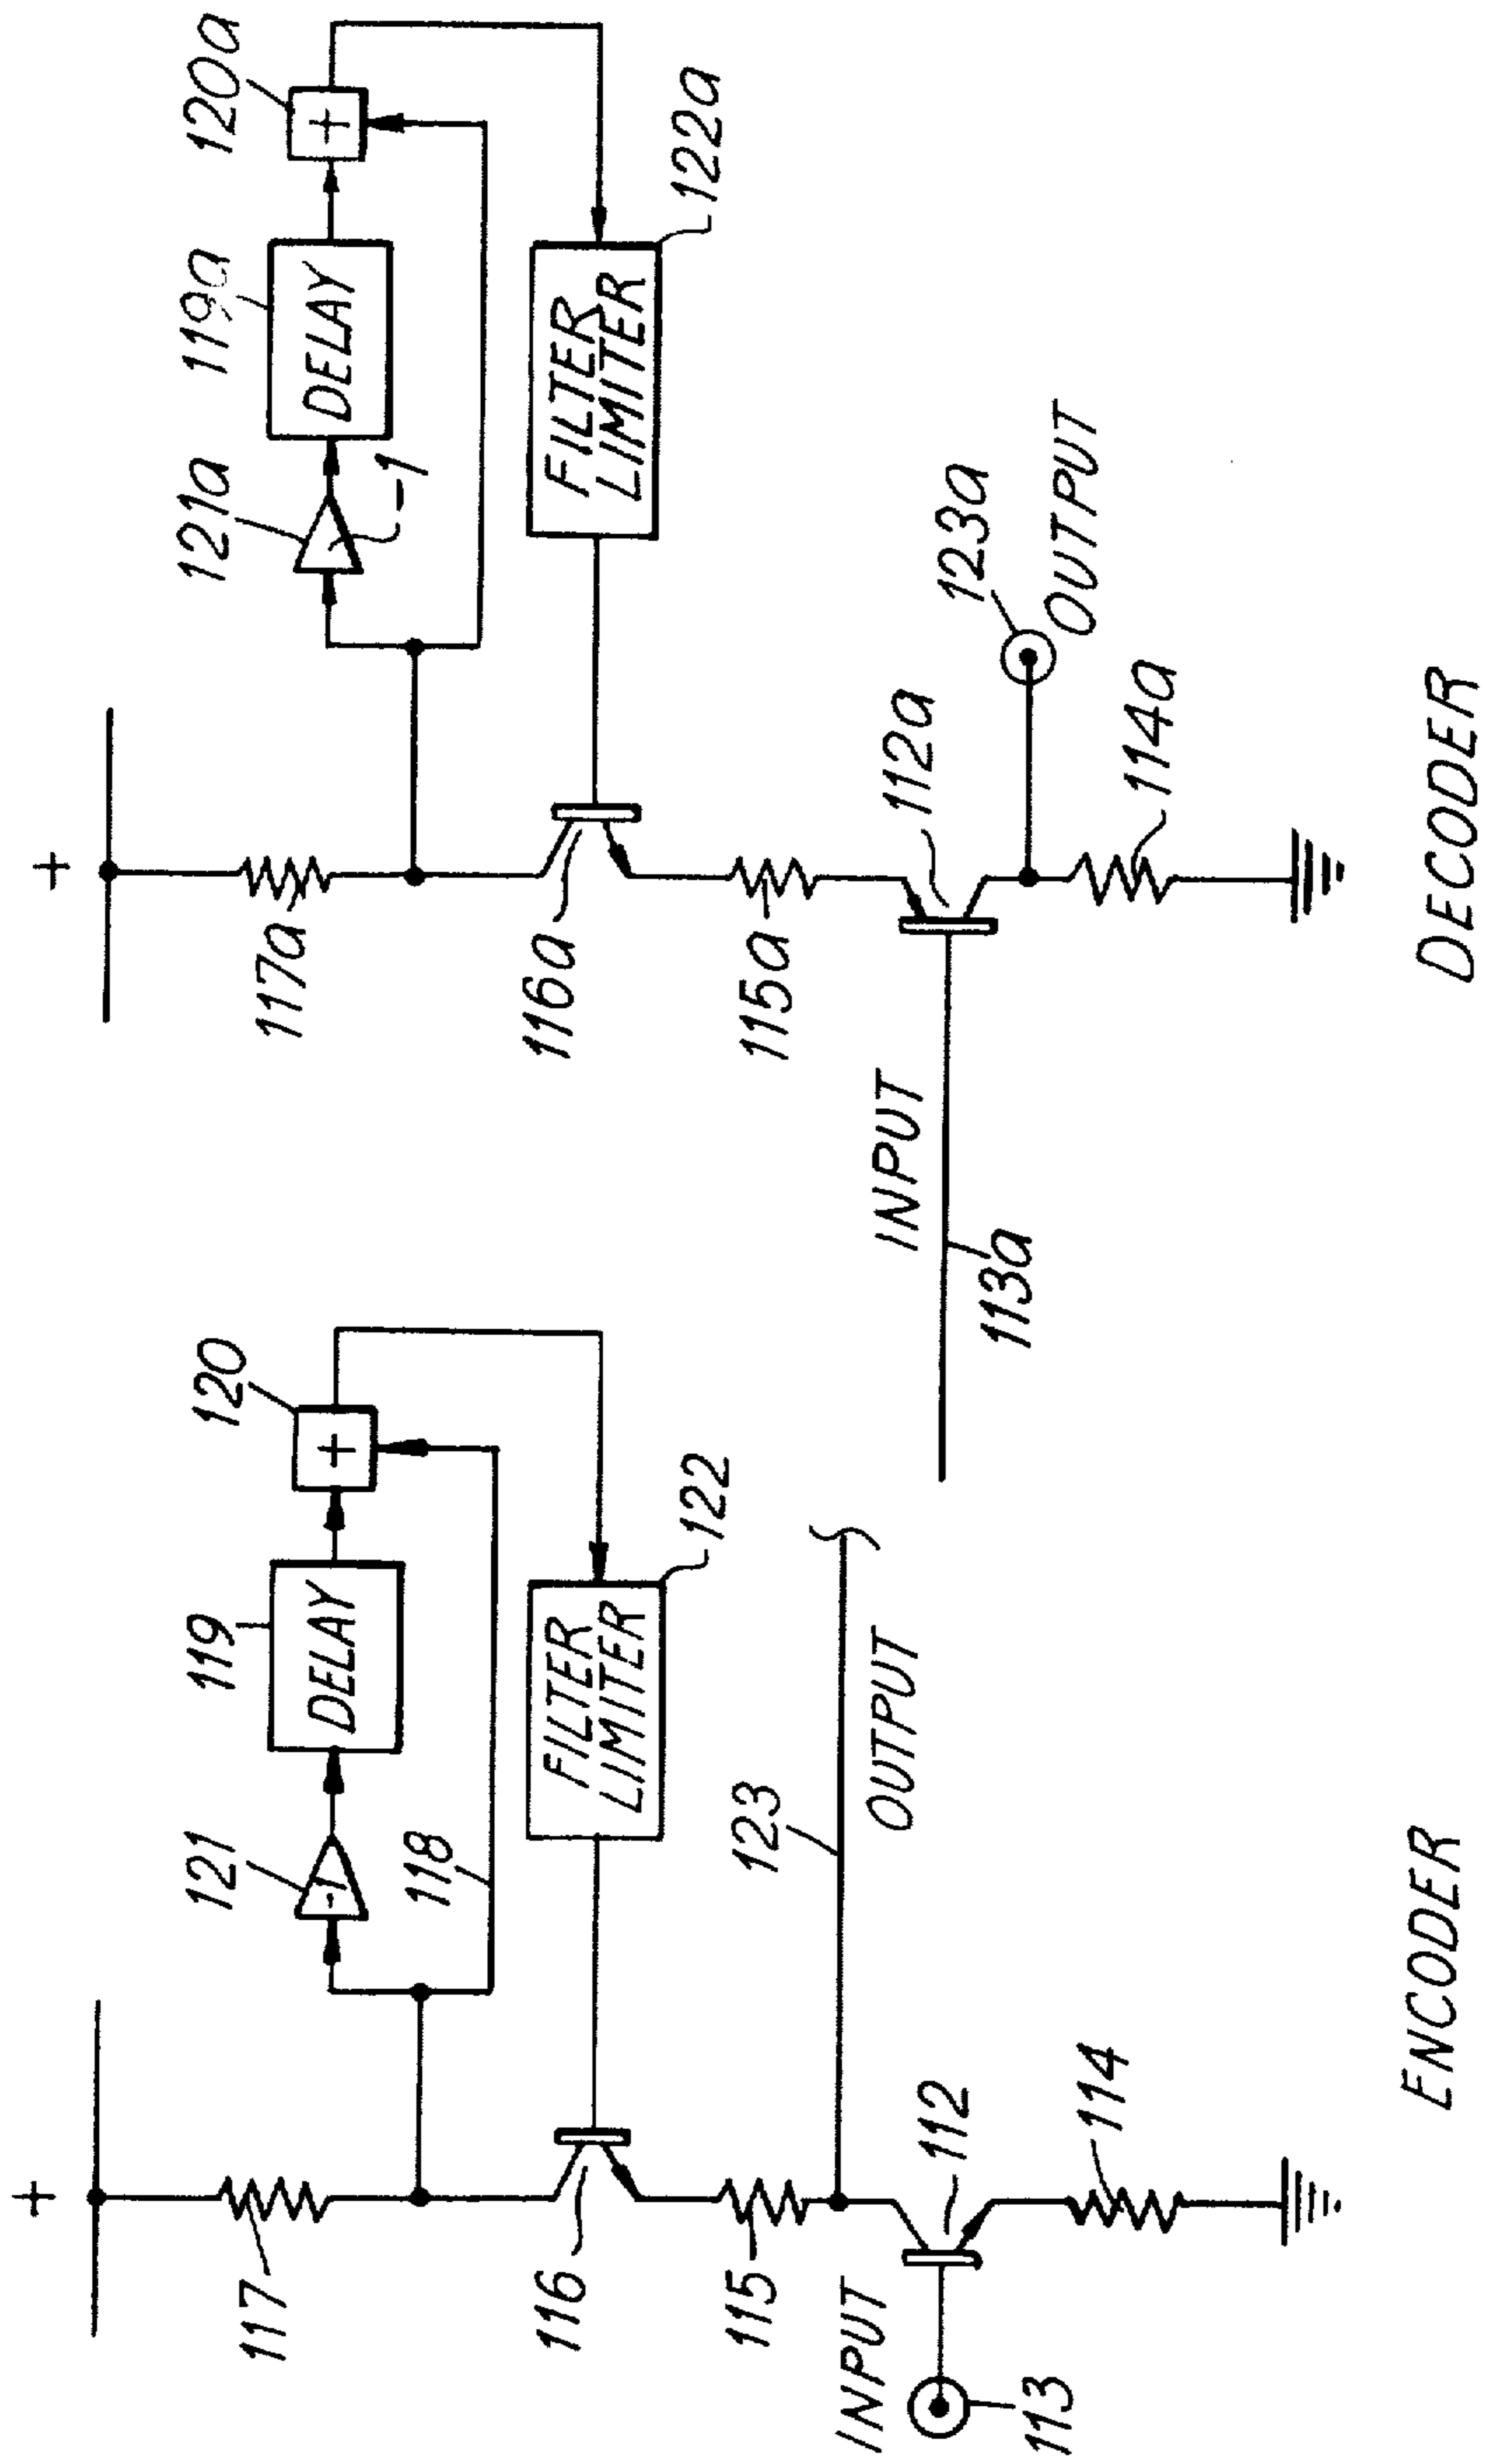 +
+
117
117a
121
-1
119
DELAY
120
+
121a
-1
119a
DELAY
120a
+
118
116
FILTER
LIMITER
122
116a
FILTER
LIMITER
122a
115
123
OUTPUT
115a
INPUT
113
112
114
INPUT
113a
112a
123a
OUTPUT
114a
ENCODER
DECODER